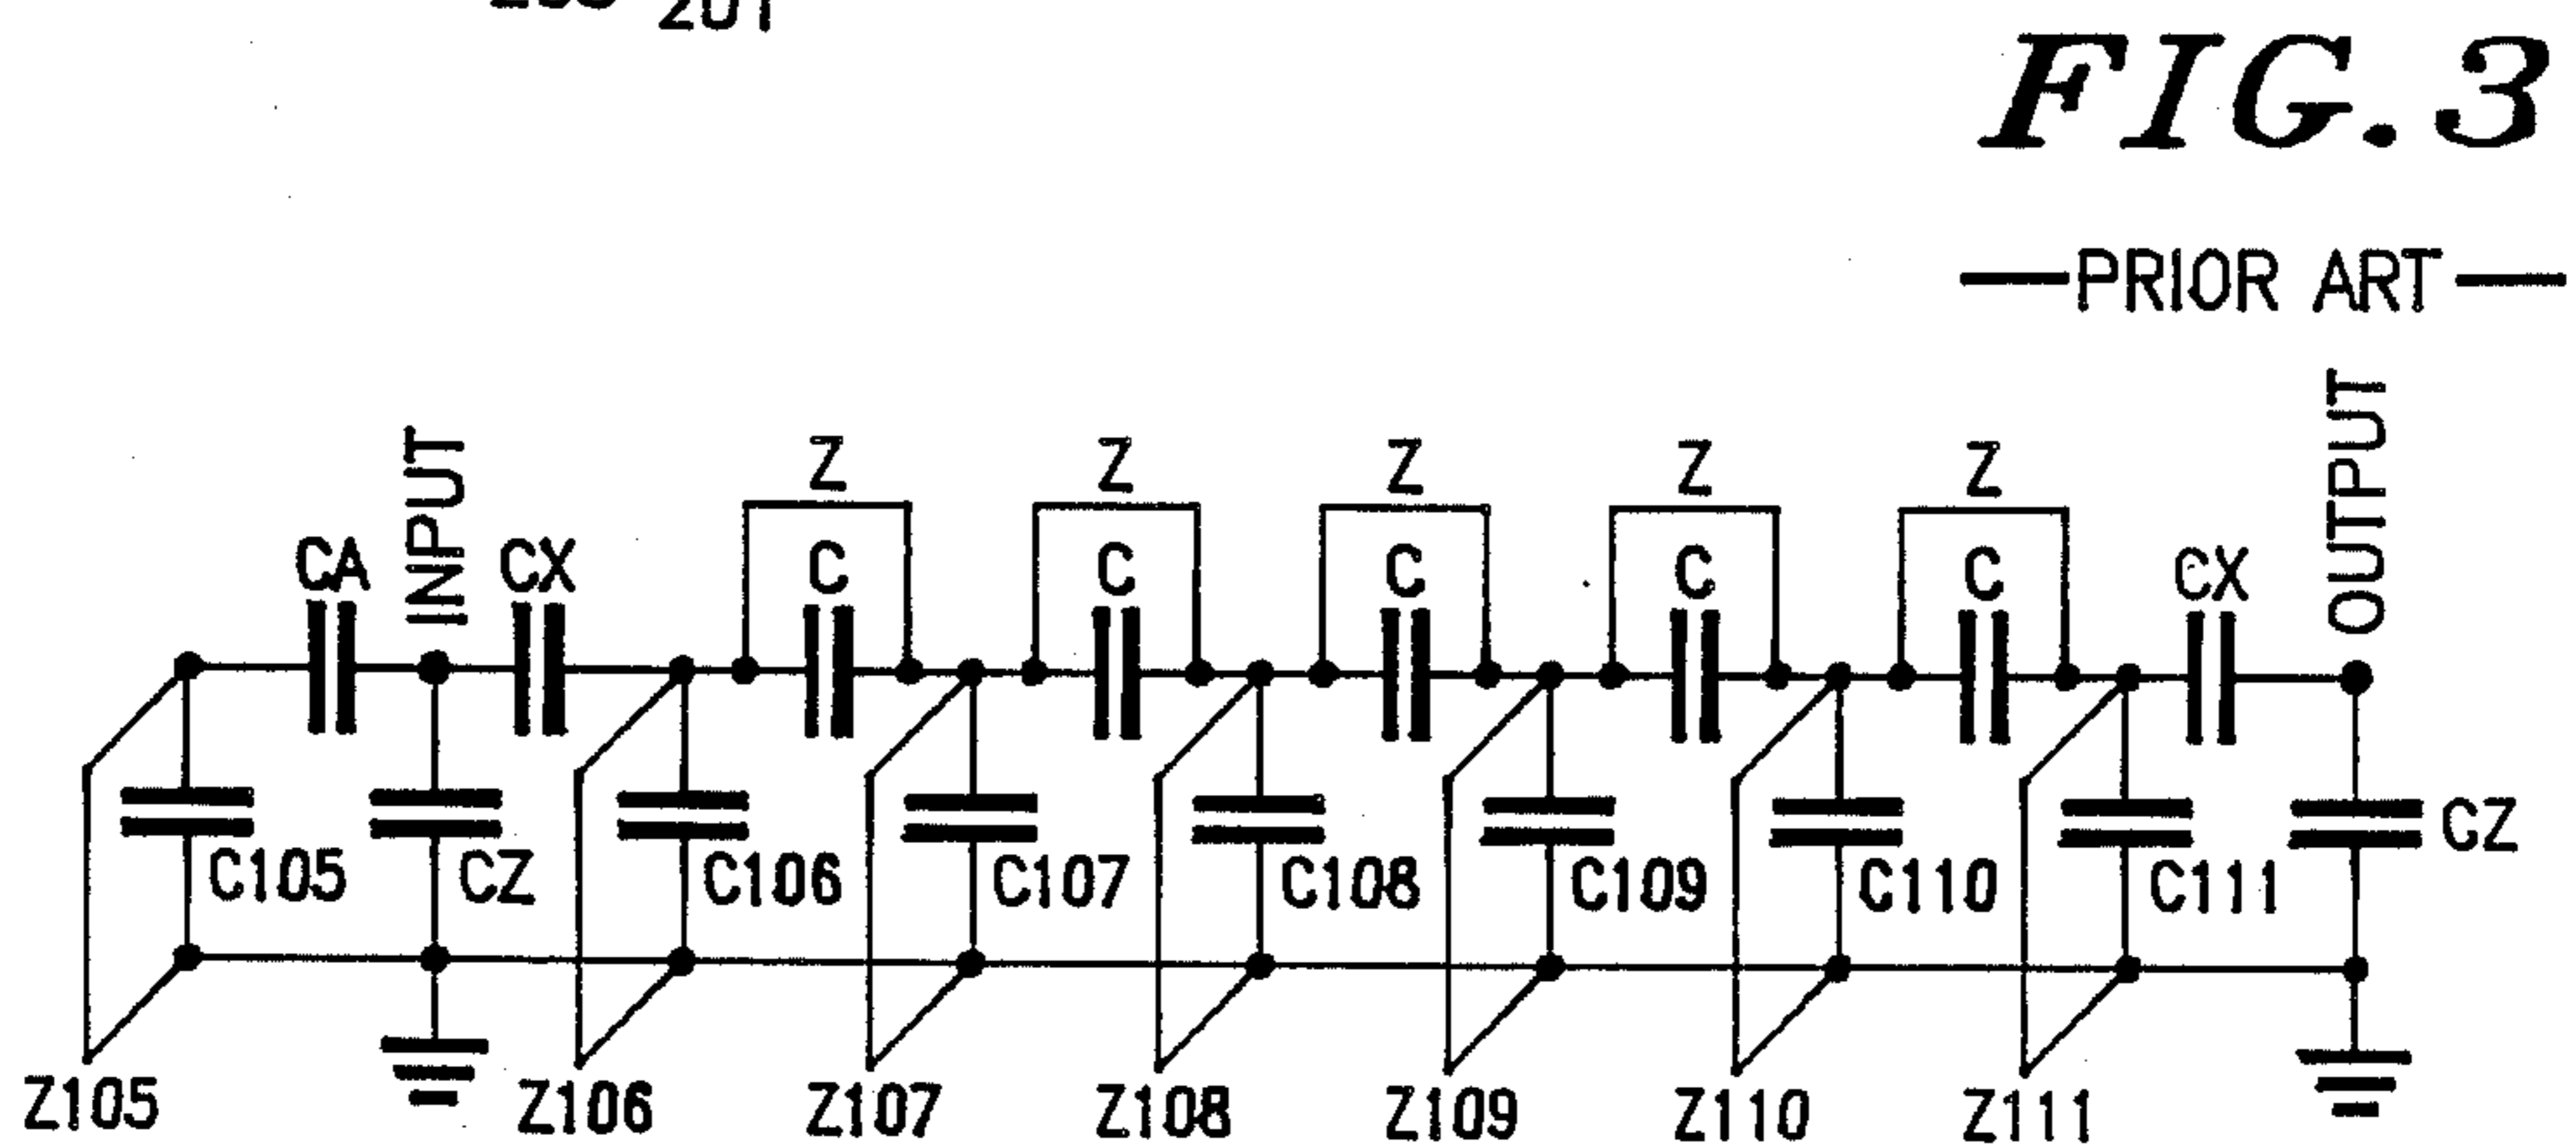 201
FIG.3
—PRIOR ART—
INPUT
OUTPUT
Z Z Z Z Z
CA CX C C C C C CX
C105 CZ C106 C107 C108 C109 C110 C111 CZ
Z105 Z106 Z107 Z108 Z109 Z110 Z111